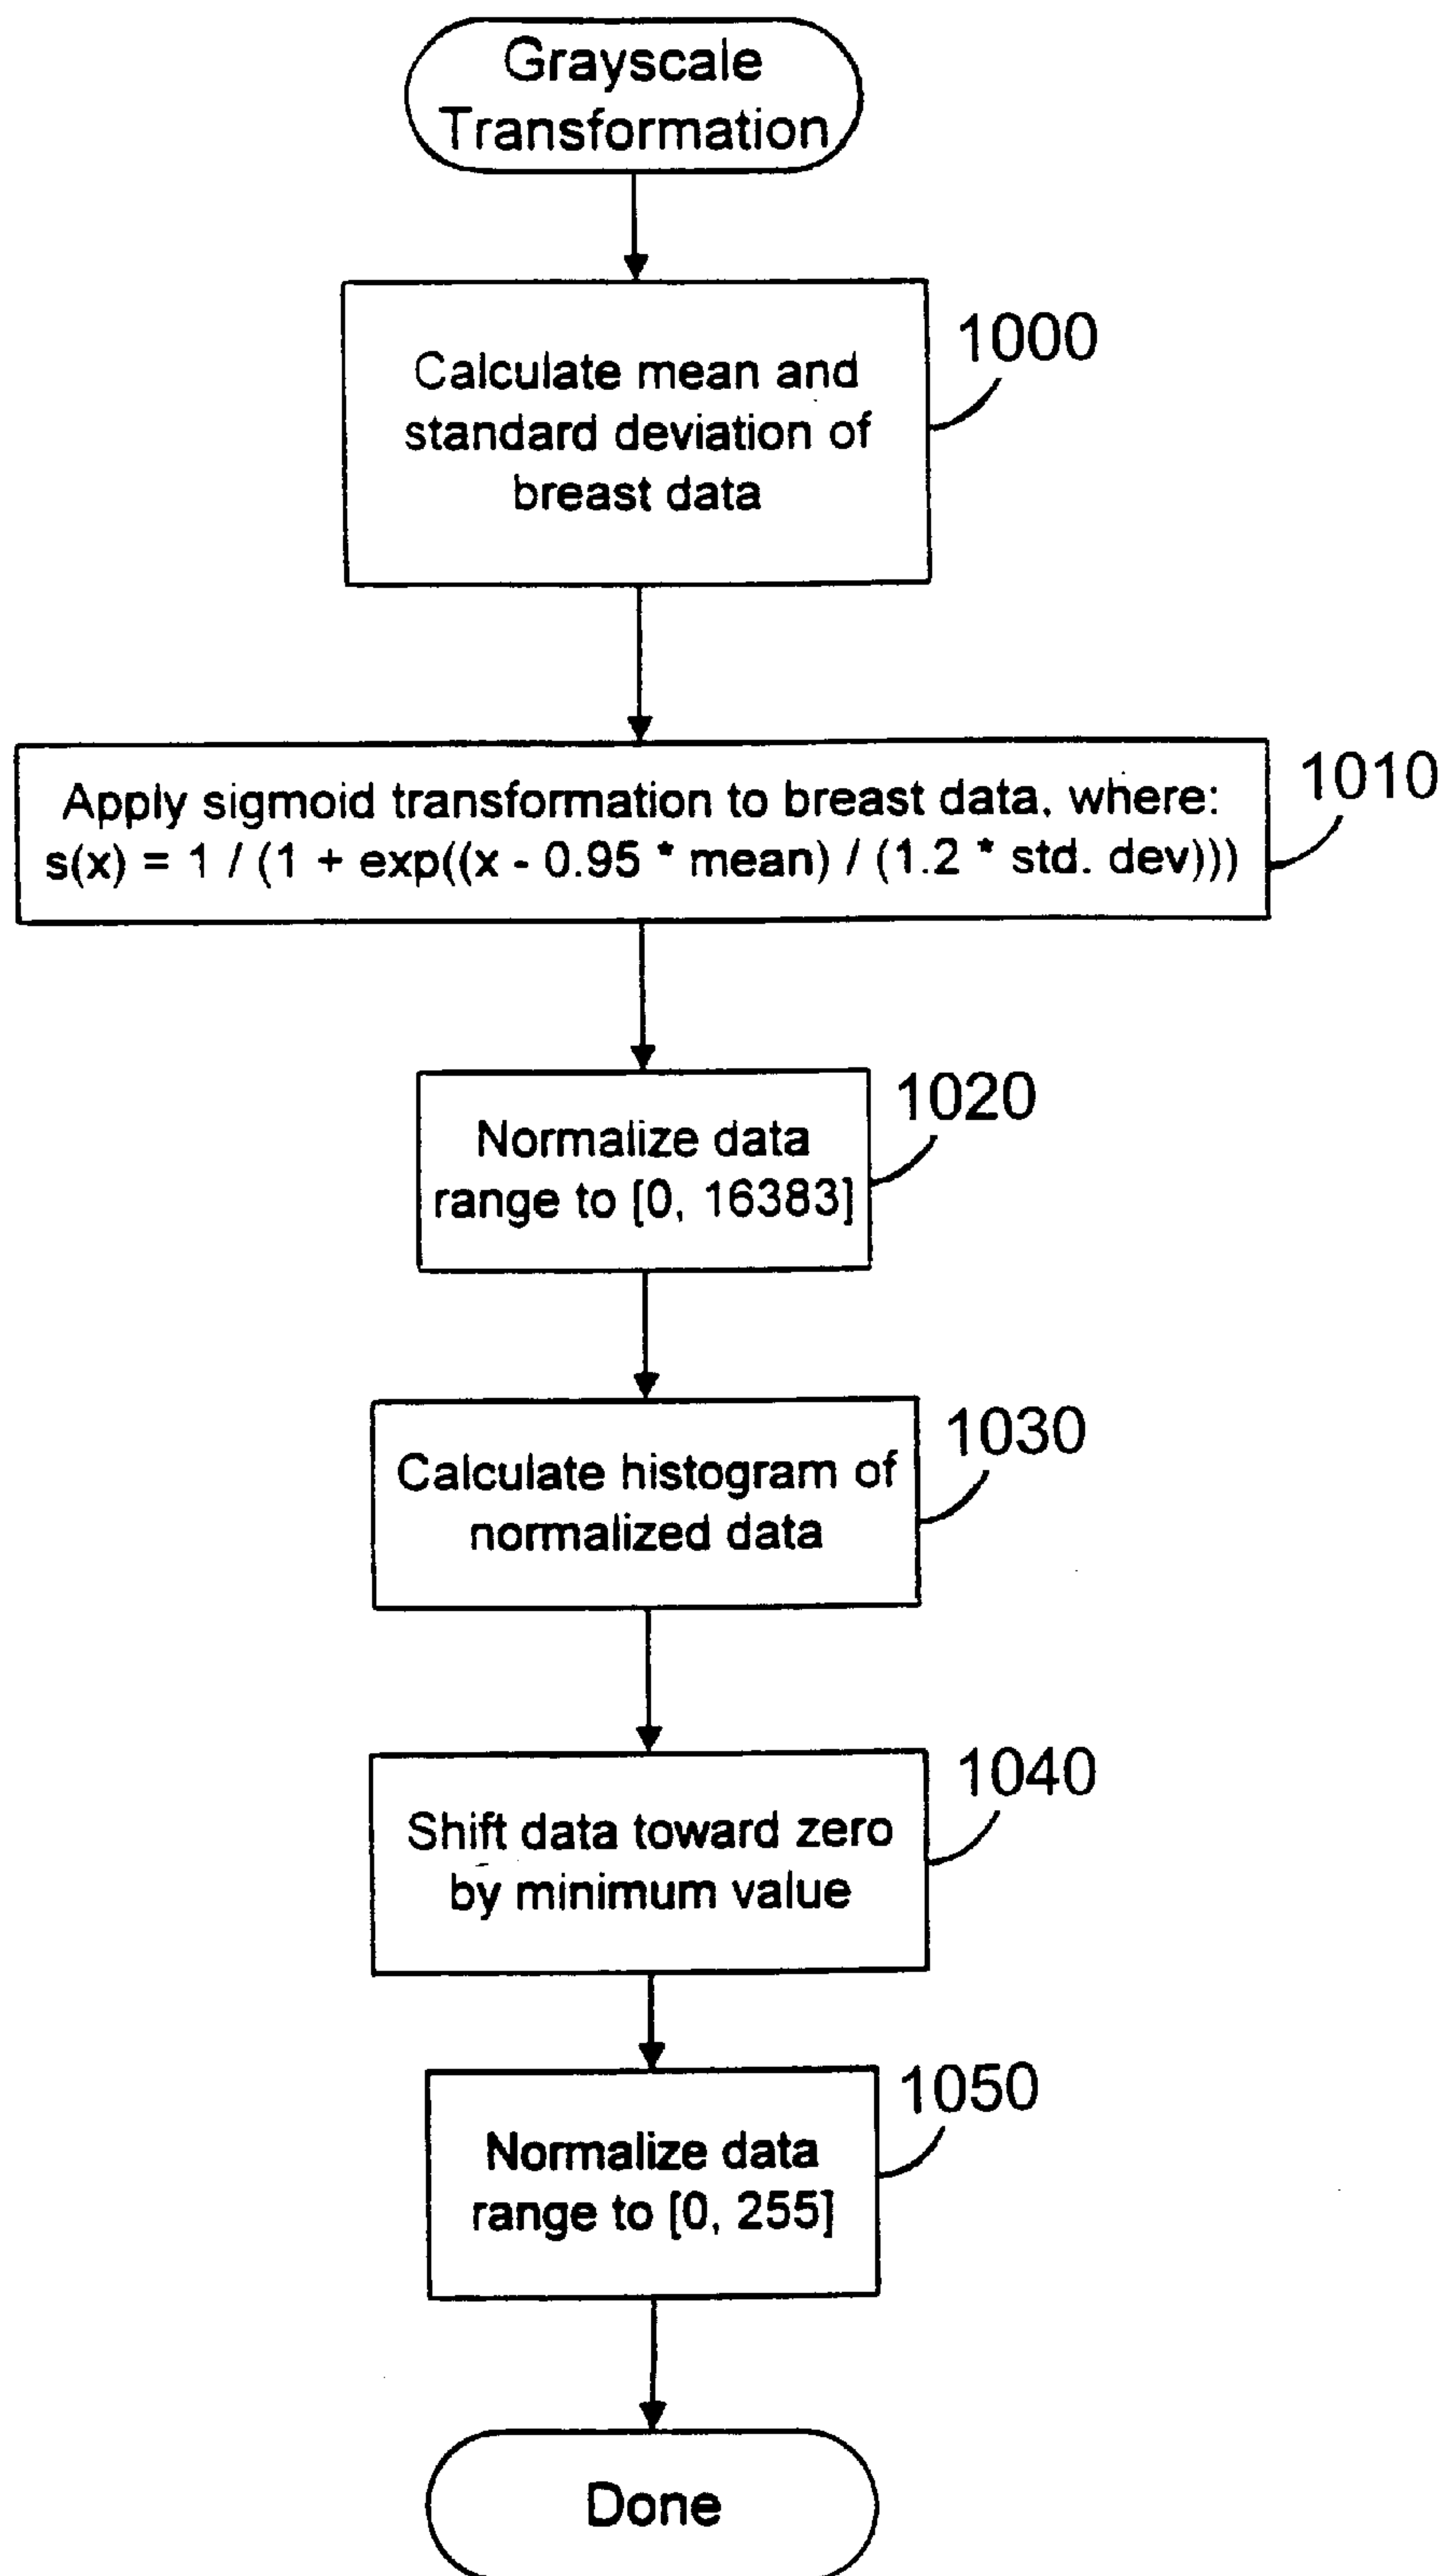 Grayscale
Transformation
Calculate mean and
standard deviation of
breast data
1000
Apply sigmoid transformation to breast data, where:
s(x) = 1 / (1 + exp((x - 0.95 * mean) / (1.2 * std. dev)))
1010
Normalize data
range to [0, 16383]
1020
Calculate histogram of
normalized data
1030
Shift data toward zero
by minimum value
1040
Normalize data
range to [0, 255]
1050
Done